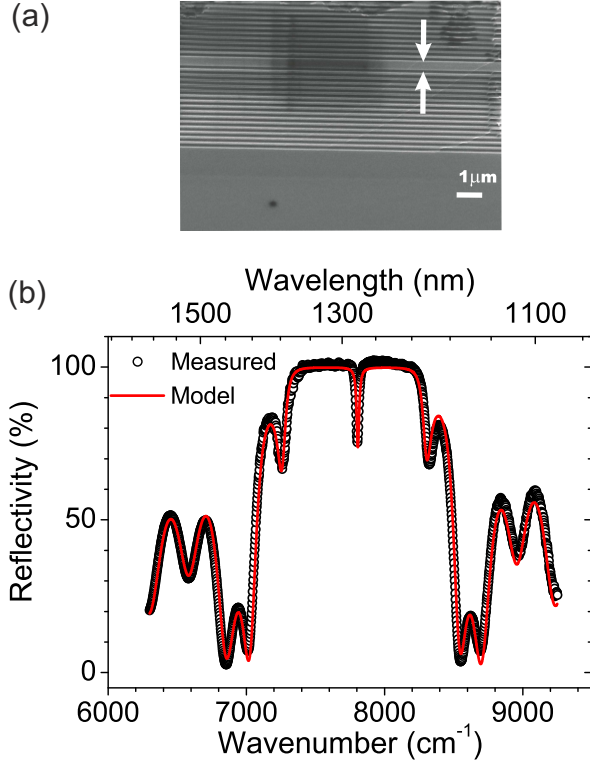 (a)
1μm
(b)
Wavelength (nm)
1500 1300 1100
Measured
Model
Reflectivity (%)
100
50
0
6000 7000 8000 9000
Wavenumber (cm⁻¹)